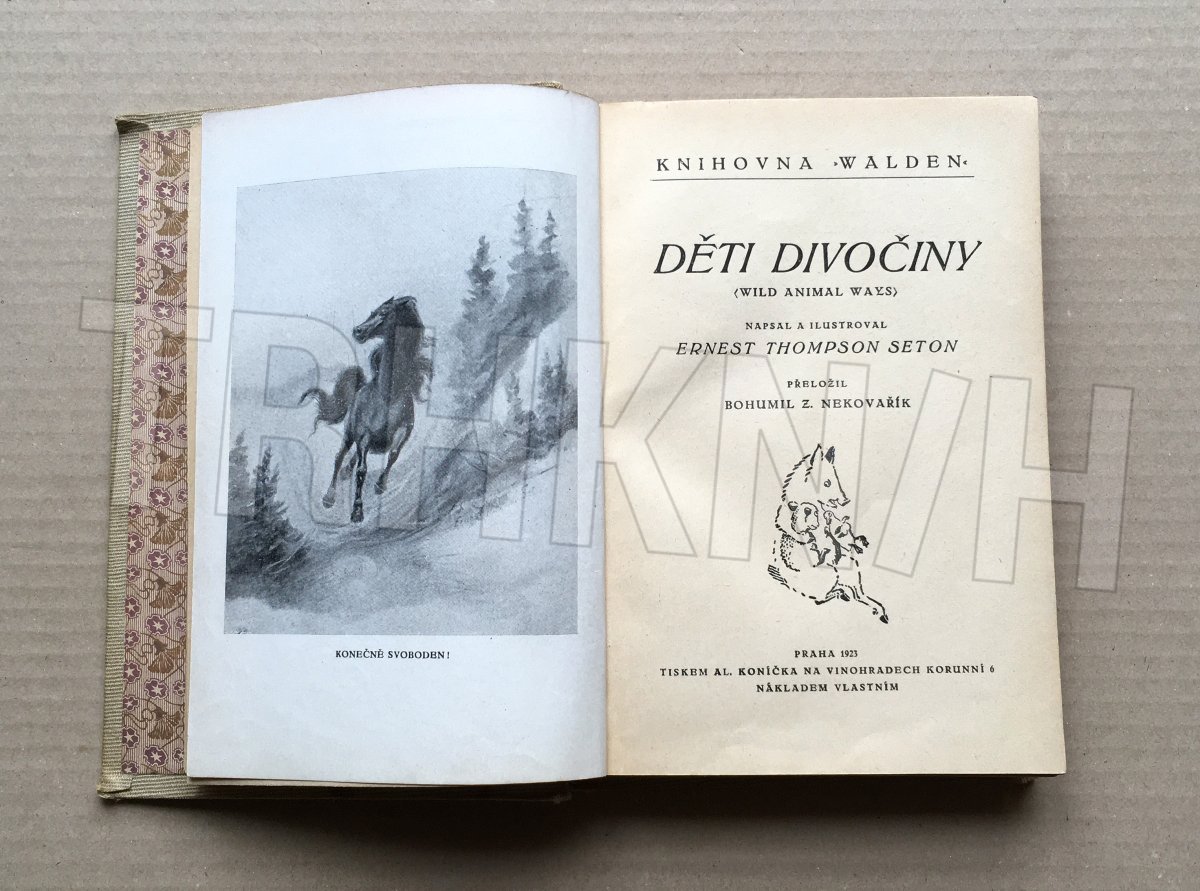 KONEČNĚ SVOBODEN!
KNIHOVNA ›WALDEN‹
DĚTI DIVOČINY
(WILD ANIMAL WAYS)
NAPSAL A ILUSTROVAL
ERNEST THOMPSON SETON
PŘELOŽIL
BOHUMIL Z. NEKOVAŘÍK
PRAHA 1923
TISKEM AL. KONÍČKA NA VINOHRADECH KORUNNÍ 6
NÁKLADEM VLASTNÍM
TRHKNIH